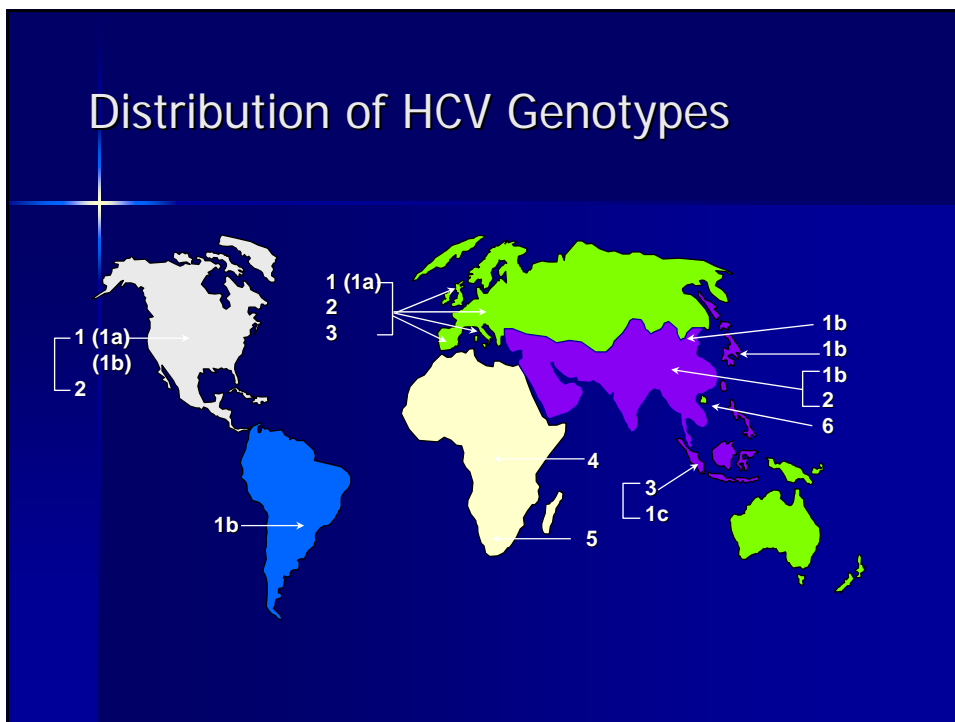 Distribution of HCV Genotypes
1 (1a)
(1b)
2
1 (1a)
2
3
1b
1b
1b
2
6
4
3
1c
5
1b